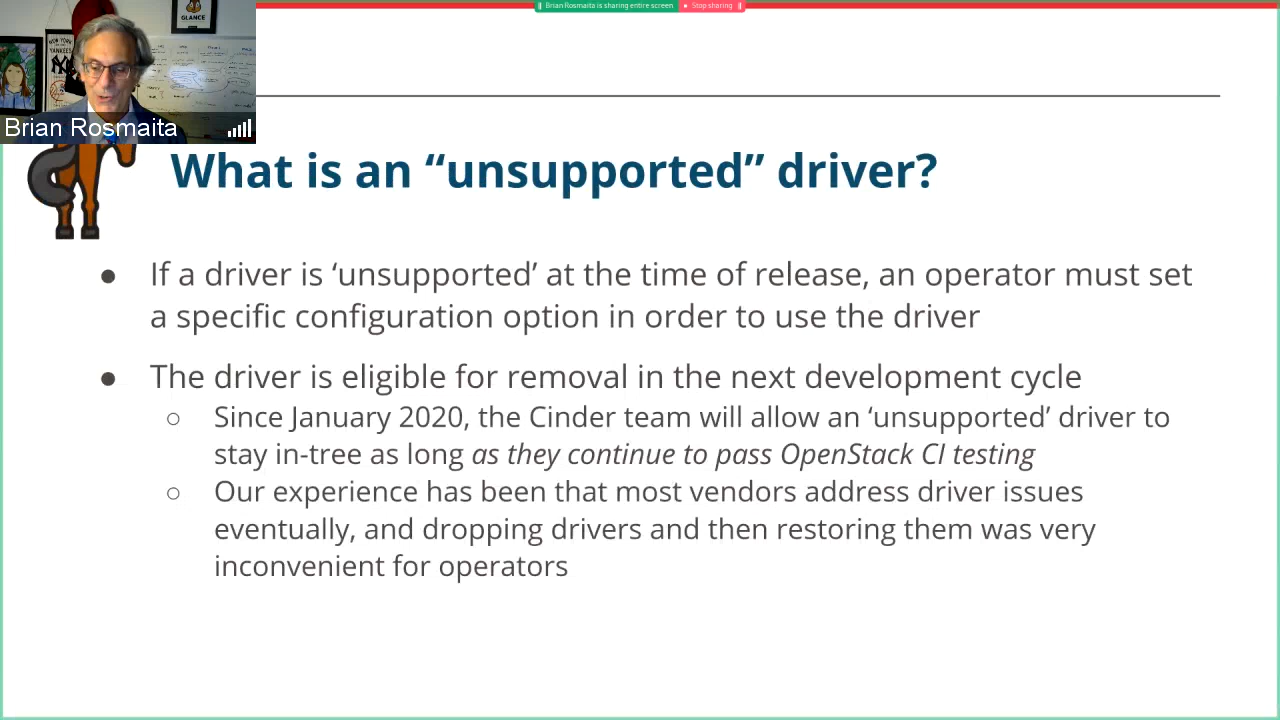 Brian Rosmaita is sharing entire screen
Stop sharing
GLANCE
NEW YORK
YANKEES
Brian Rosmaita
What is an “unsupported” driver?
● If a driver is ‘unsupported’ at the time of release, an operator must set
a specific configuration option in order to use the driver
● The driver is eligible for removal in the next development cycle
○ Since January 2020, the Cinder team will allow an ‘unsupported’ driver to
stay in-tree as long as they continue to pass OpenStack CI testing
○ Our experience has been that most vendors address driver issues
eventually, and dropping drivers and then restoring them was very
inconvenient for operators